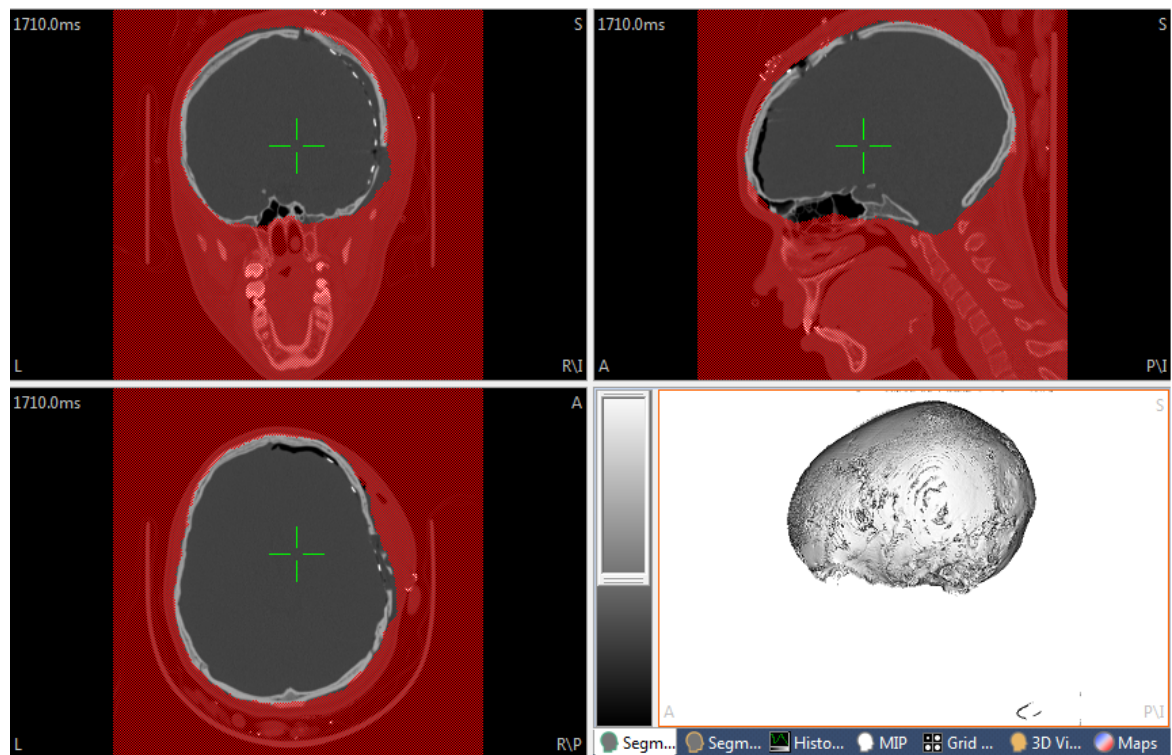 1710.0ms S
L R\I
1710.0ms S
A P\I
1710.0ms A
L R\P
S
A P\I
Segm... Segm... Histo... MIP Grid ... 3D Vi... Maps